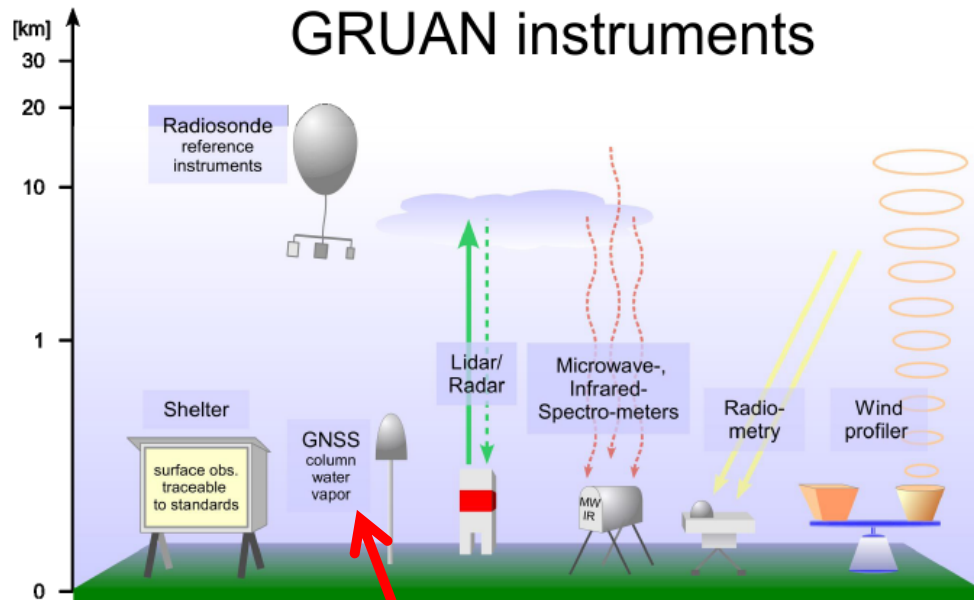 GRUAN instruments
[km]
30
20
10
1
0
Radiosonde
reference
instruments
Lidar/
Radar
Microwave-,
Infrared-
Spectro-meters
Radio-
metry
Wind
profiler
Shelter
surface obs.
traceable
to standards
GNSS
column
water
vapor
MW
IR